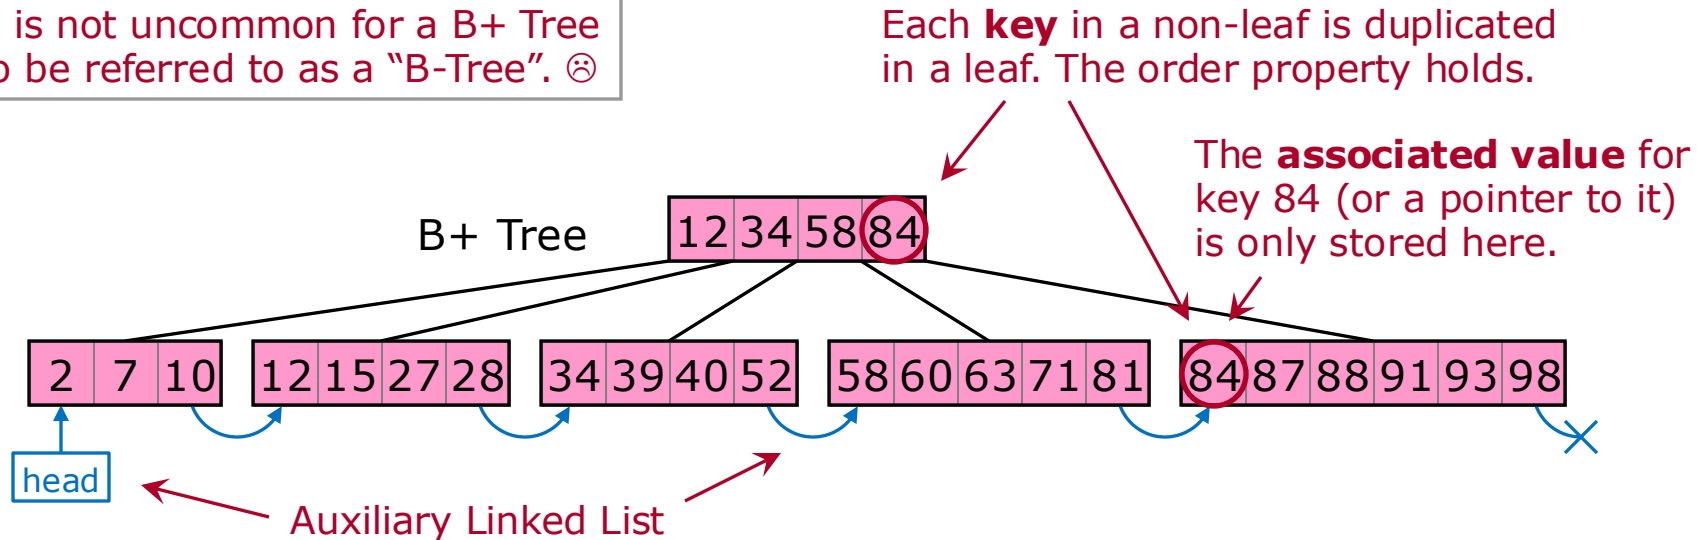 is not uncommon for a B+ Tree
be referred to as a “B-Tree”. ☹
Each key in a non-leaf is duplicated
in a leaf. The order property holds.
The associated value for
key 84 (or a pointer to it)
is only stored here.
B+ Tree
12 34 58 84
2 7 10 12 15 27 28 34 39 40 52 58 60 63 71 81 84 87 88 91 93 98
head
Auxiliary Linked List